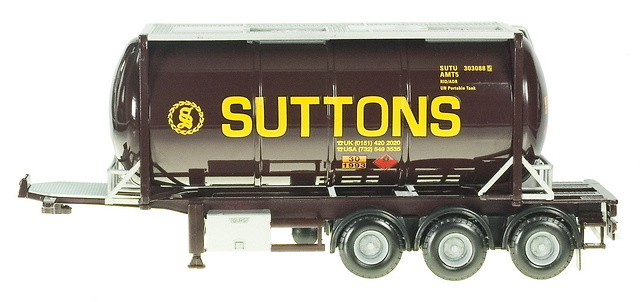 SUTU 303088
AMT5
RID/ADR
UN Portable Tank
S
SUTTONS
☎UK (0151) 420 2020
☎USA (732) 549 3535
30
1993